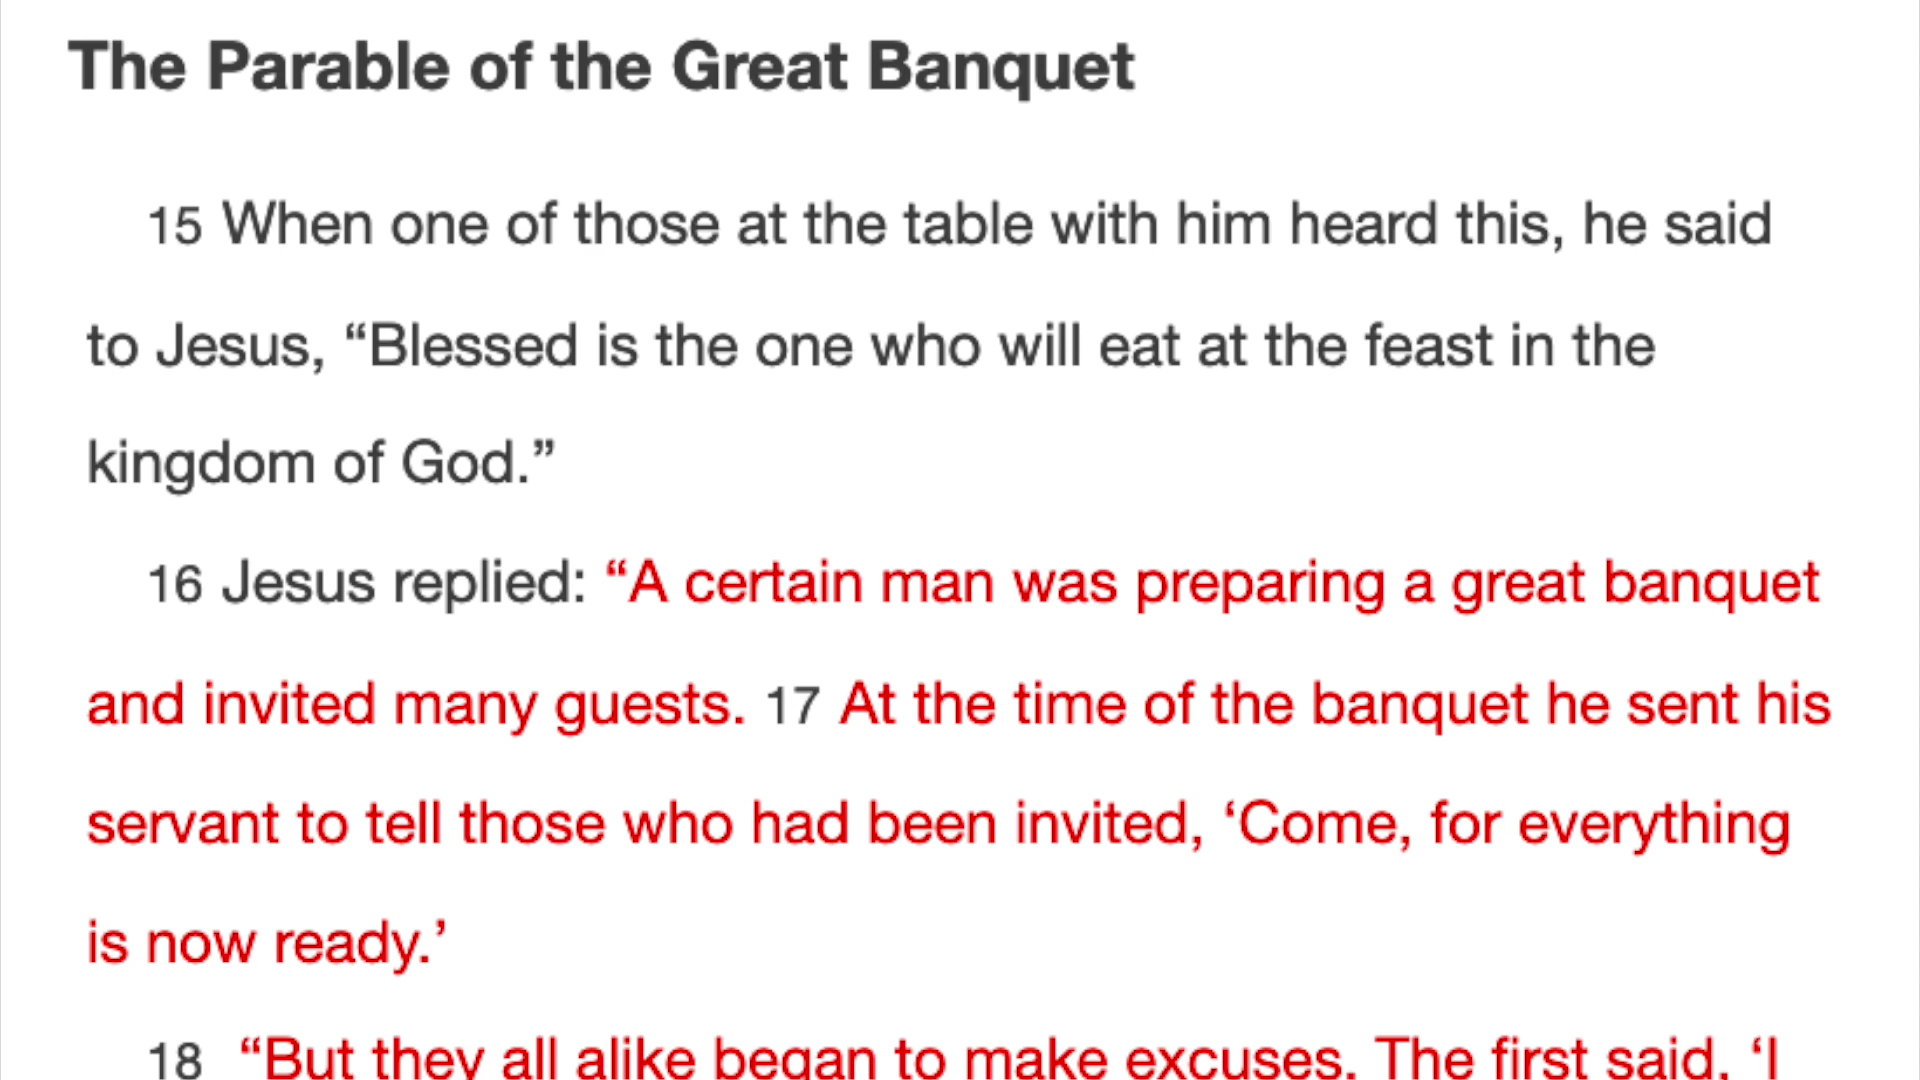 The Parable of the Great Banquet
15 When one of those at the table with him heard this, he said
to Jesus, “Blessed is the one who will eat at the feast in the
kingdom of God.”
16 Jesus replied: “A certain man was preparing a great banquet
and invited many guests. 17 At the time of the banquet he sent his
servant to tell those who had been invited, ‘Come, for everything
is now ready.’
18 “But they all alike began to make excuses. The first said, ‘I